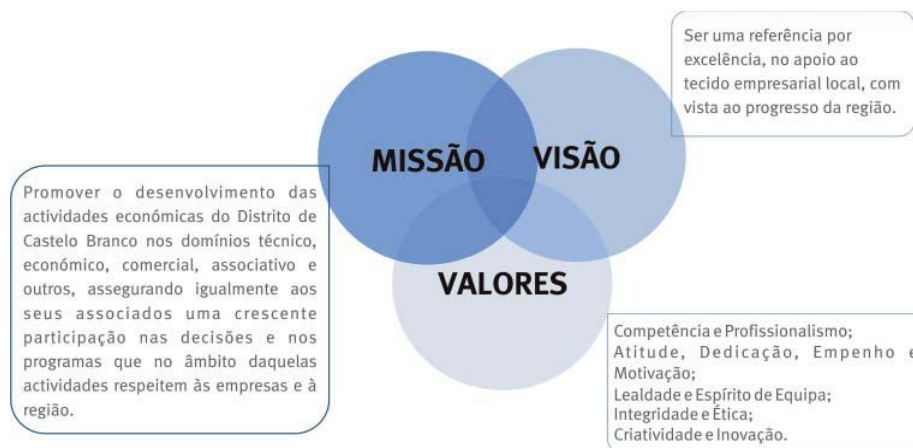 Ser uma referência por
excelência, no apoio ao
tecido empresarial local, com
vista ao progresso da região.
MISSÃO
VISÃO
Promover o desenvolvimento das
actividades económicas do Distrito de
Castelo Branco nos domínios técnico,
económico, comercial, associativo e
outros, assegurando igualmente aos
seus associados uma crescente
participação nas decisões e nos
programas que no âmbito daquelas
actividades respeitem às empresas e à
região.
VALORES
Competência e Profissionalismo;
Atitude, Dedicação, Empenho e
Motivação;
Lealdade e Espírito de Equipa;
Integridade e Ética;
Criatividade e Inovação.